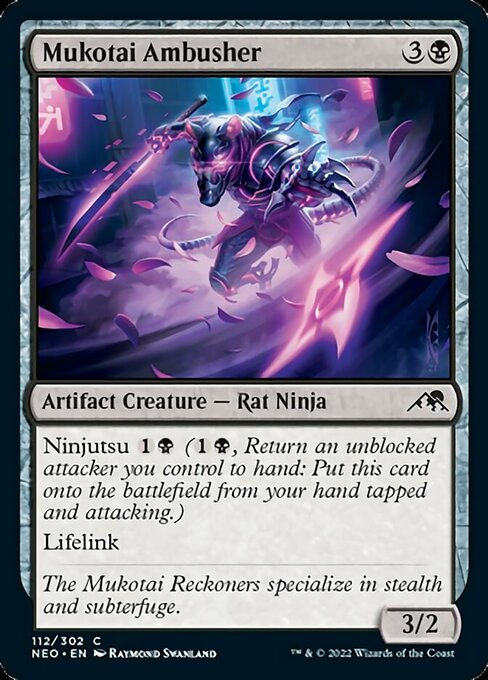 Mukotai Ambusher 3
Artifact Creature — Rat Ninja
Ninjutsu 1 (1, Return an unblocked
attacker you control to hand: Put this card
onto the battlefield from your hand tapped
and attacking.)
Lifelink
The Mukotai Reckoners specialize in stealth
and subterfuge.
3/2
112/302 C
NEO • EN Raymond Swanland
™ & © 2022 Wizards of the Coast